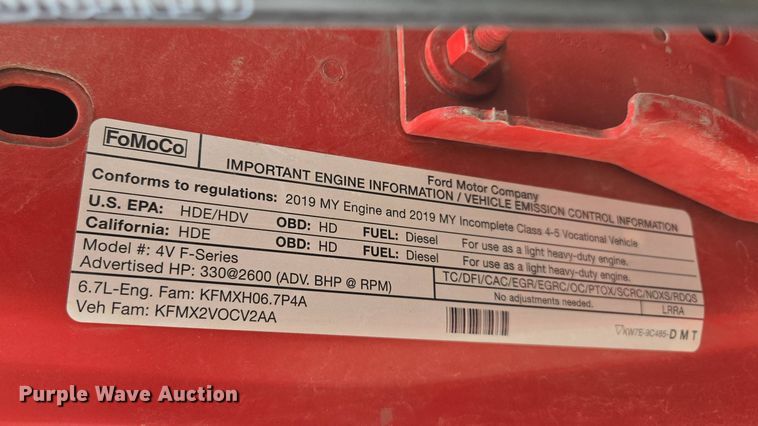 FoMoCo
Ford Motor Company
IMPORTANT ENGINE INFORMATION / VEHICLE EMISSION CONTROL INFORMATION
Conforms to regulations: 2019 MY Engine and 2019 MY Incomplete Class 4-5 Vocational Vehicle
U.S. EPA: HDE/HDV OBD: HD FUEL: Diesel For use as a light heavy-duty engine.
California: HDE OBD: HD FUEL: Diesel For use as a light heavy-duty engine.
Model #: 4V F-Series
Advertised HP: 330@2600 (ADV. BHP @ RPM)
TC/DFI/CAC/EGR/EGRC/OC/PTOX/SCRC/NOXS/RDQS
No adjustments needed. LRRA
6.7L-Eng. Fam: KFMXH06.7P4A
Veh Fam: KFMX2VOCV2AA
KW7E-9C485-DMT
Purple Wave Auction